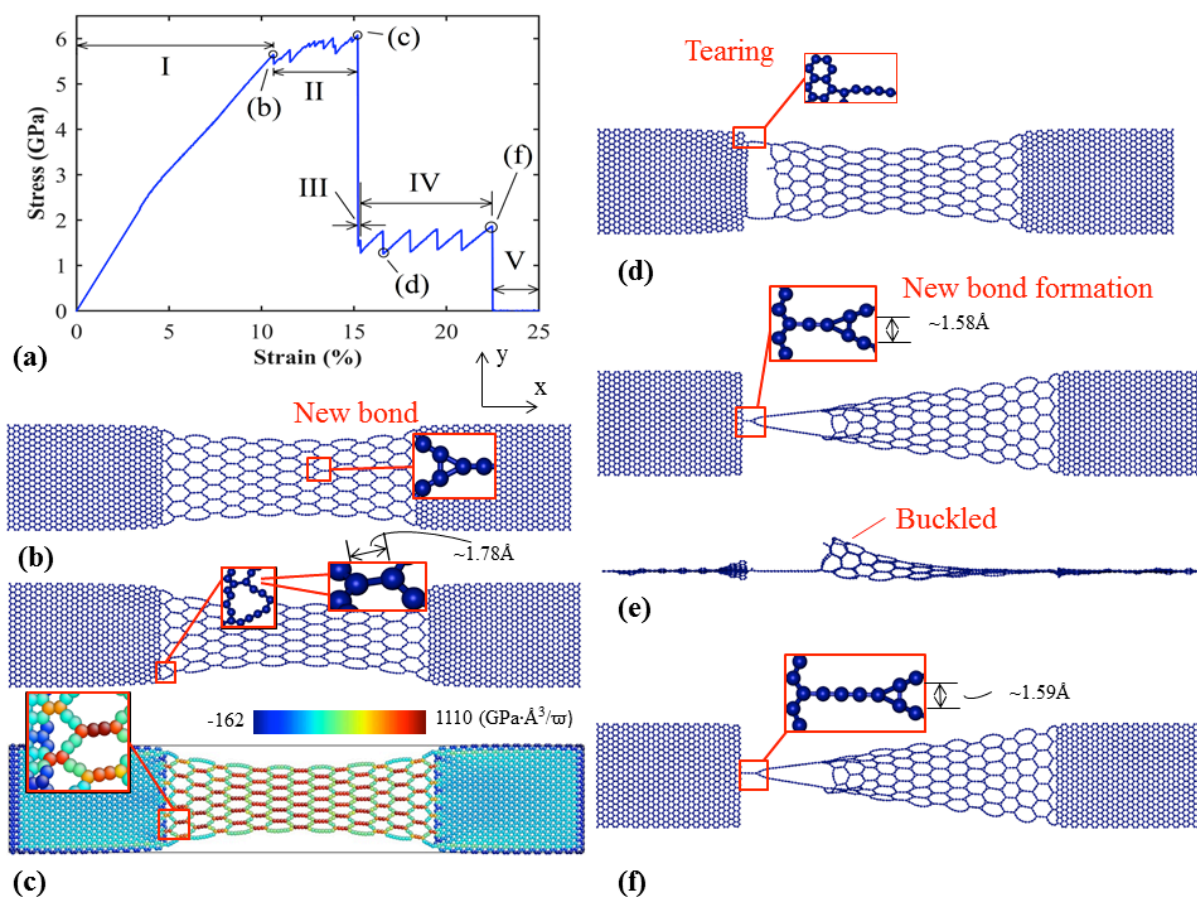 6
5
4
3
2
1
0
Stress (GPa)
0
5
10
15
20
25
Strain (%)
I
II
III
IV
V
(b)
(c)
(d)
(f)
(a)
y
x
New bond
(b)
~1.78Å
-162
1110 (GPa·Å³/ϖ)
(c)
Tearing
(d)
New bond formation
~1.58Å
Buckled
(e)
~1.59Å
(f)